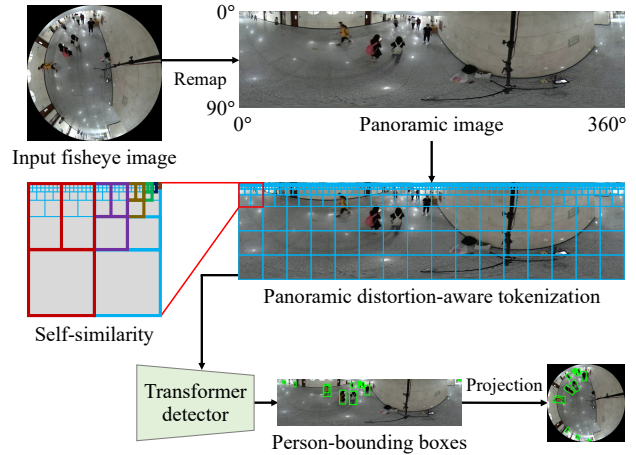 0°
Remap
90°
0°
Panoramic image
360°
Input fisheye image
Self-similarity
Panoramic distortion-aware tokenization
Transformer
detector
Person-bounding boxes
Projection